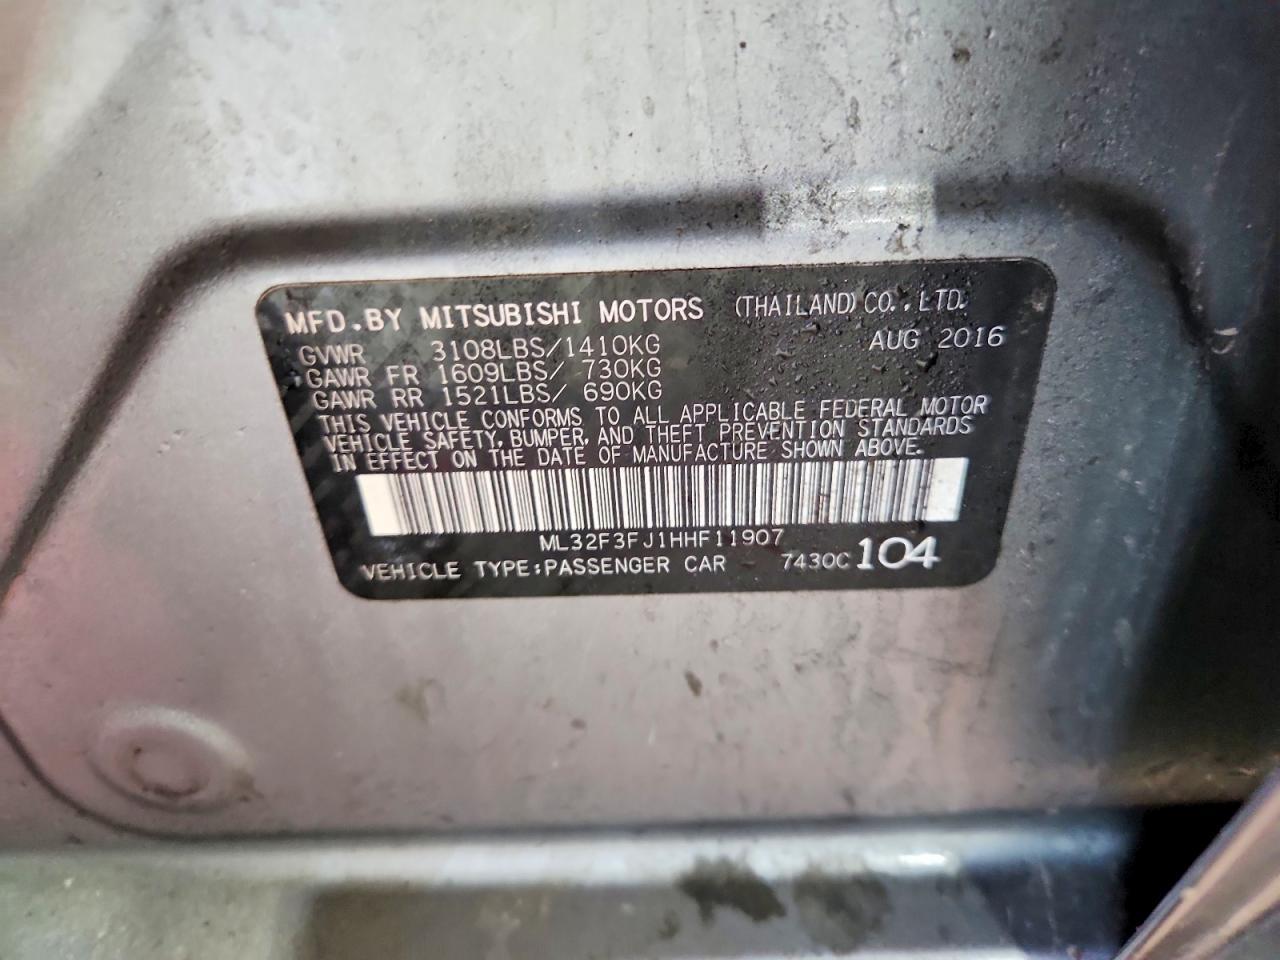 MFD.BY MITSUBISHI MOTORS (THAILAND) CO.,LTD.
GVWR 3108LBS/1410KG AUG 2016
GAWR FR 1609LBS/ 730KG
GAWR RR 1521LBS/ 690KG
THIS VEHICLE CONFORMS TO ALL APPLICABLE FEDERAL MOTOR
VEHICLE SAFETY, BUMPER, AND THEFT PREVENTION STANDARDS
IN EFFECT ON THE DATE OF MANUFACTURE SHOWN ABOVE.
ML32F3FJ1HHF11907
VEHICLE TYPE:PASSENGER CAR 7430C 104